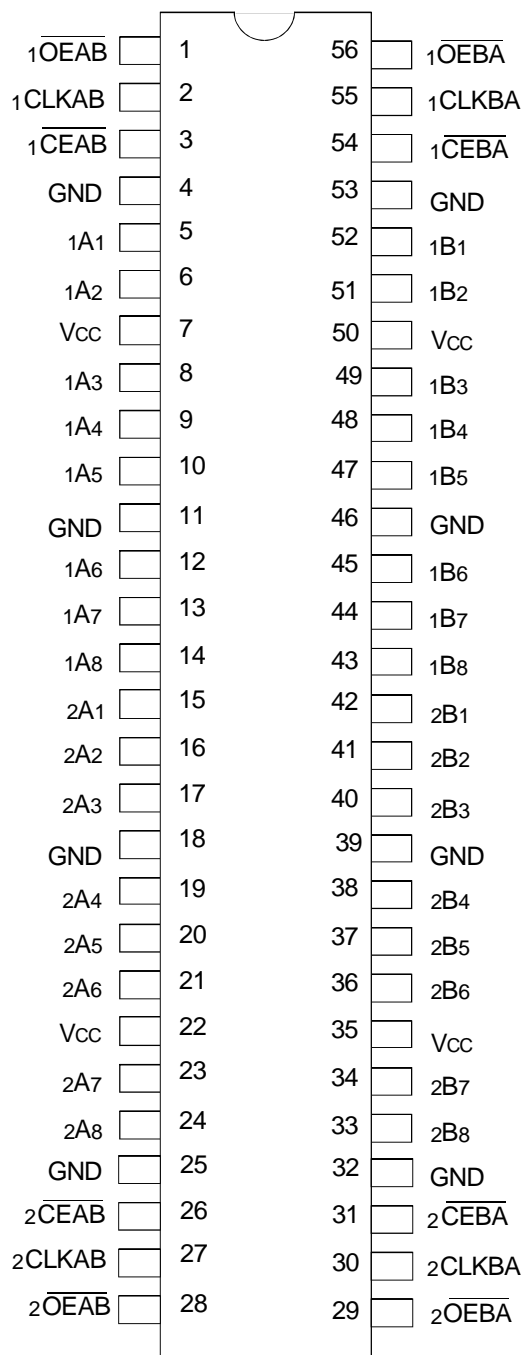 1OEAB 1 56 1OEBA
1CLKAB 2 55 1CLKBA
1CEAB 3 54 1CEBA
GND 4 53 GND
1A1 5 52 1B1
1A2 6 51 1B2
VCC 7 50 VCC
1A3 8 49 1B3
1A4 9 48 1B4
1A5 10 47 1B5
GND 11 46 GND
1A6 12 45 1B6
1A7 13 44 1B7
1A8 14 43 1B8
2A1 15 42 2B1
2A2 16 41 2B2
2A3 17 40 2B3
GND 18 39 GND
2A4 19 38 2B4
2A5 20 37 2B5
2A6 21 36 2B6
VCC 22 35 VCC
2A7 23 34 2B7
2A8 24 33 2B8
GND 25 32 GND
2CEAB 26 31 2CEBA
2CLKAB 27 30 2CLKBA
2OEAB 28 29 2OEBA